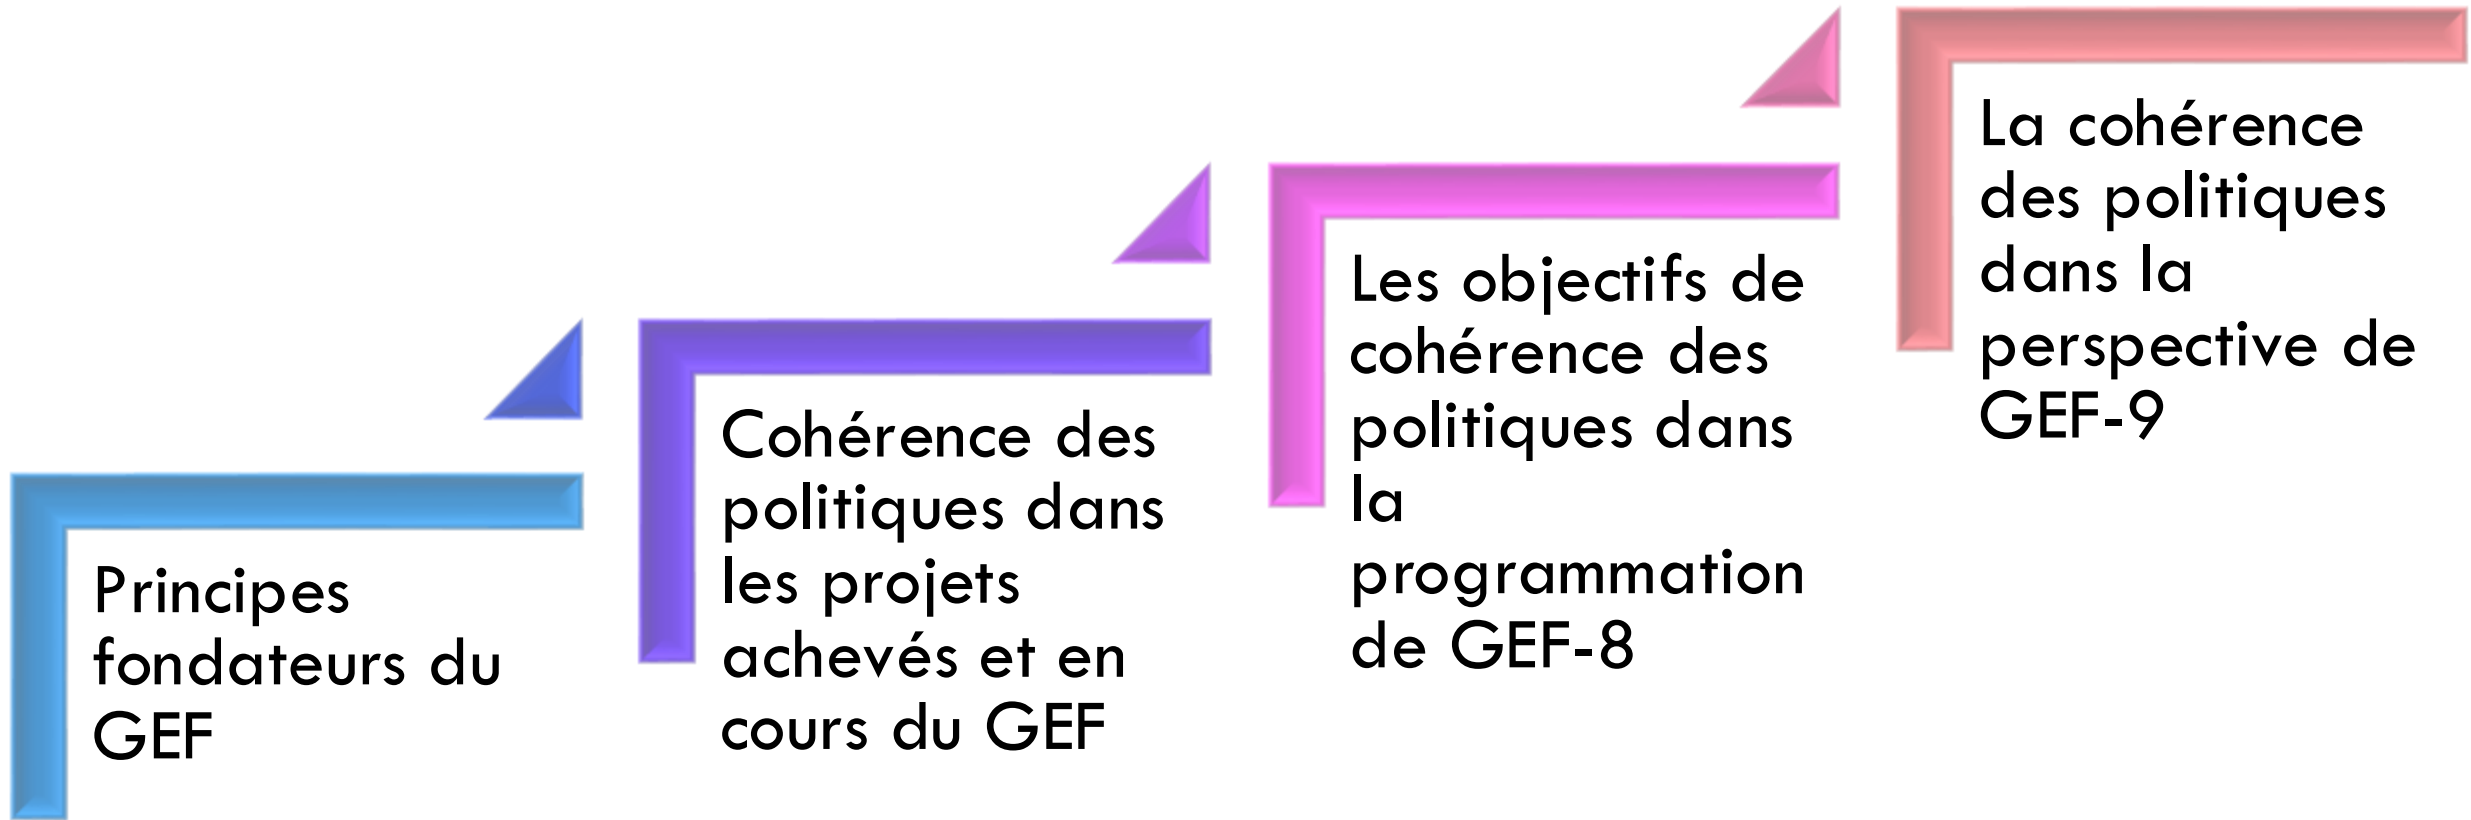 Principes
fondateurs du
GEF
Cohérence des
politiques dans
les projets
achevés et en
cours du GEF
Les objectifs de
cohérence des
politiques dans
la
programmation
de GEF-8
La cohérence
des politiques
dans la
perspective de
GEF-9